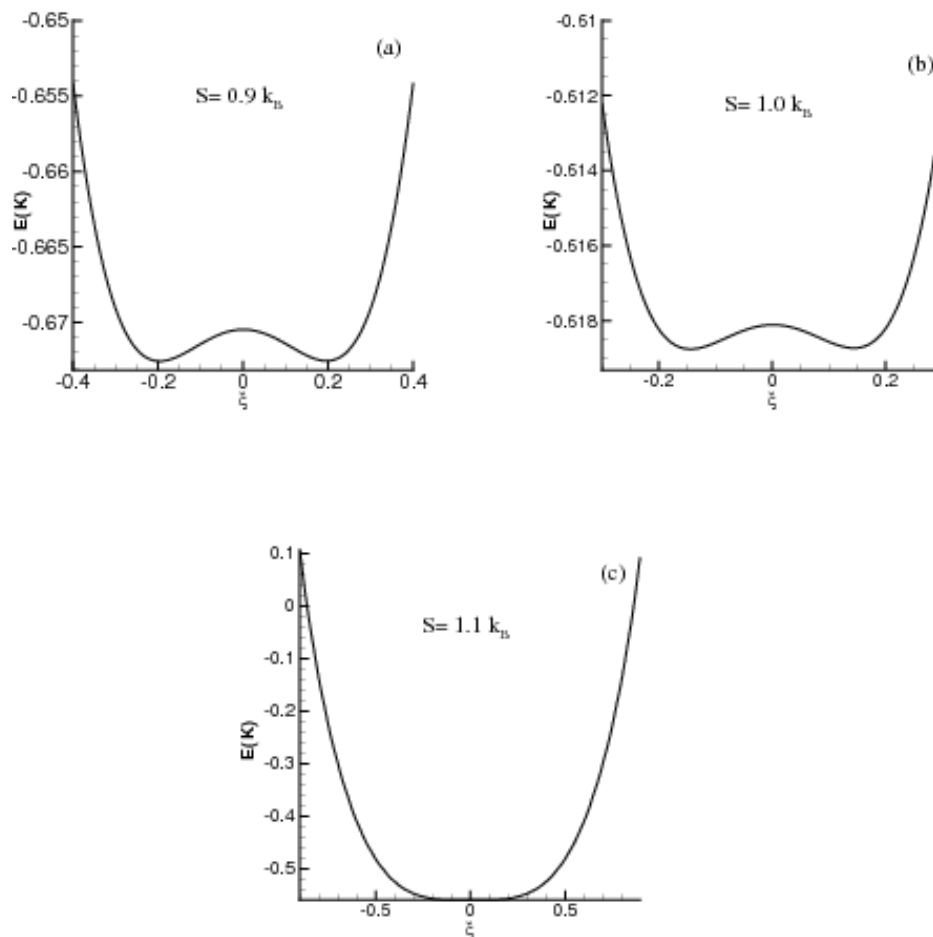 -0.65
(a)
-0.655
S= 0.9 k_B
-0.66
E(K)
-0.665
-0.67
-0.4
-0.2
0
0.2
0.4
ξ
-0.61
(b)
-0.612
S= 1.0 k_B
-0.614
E(K)
-0.616
-0.618
-0.2
0
0.2
ξ
0.1
(c)
0
S= 1.1 k_B
-0.1
-0.2
E(K)
-0.3
-0.4
-0.5
-0.5
0
0.5
ξ